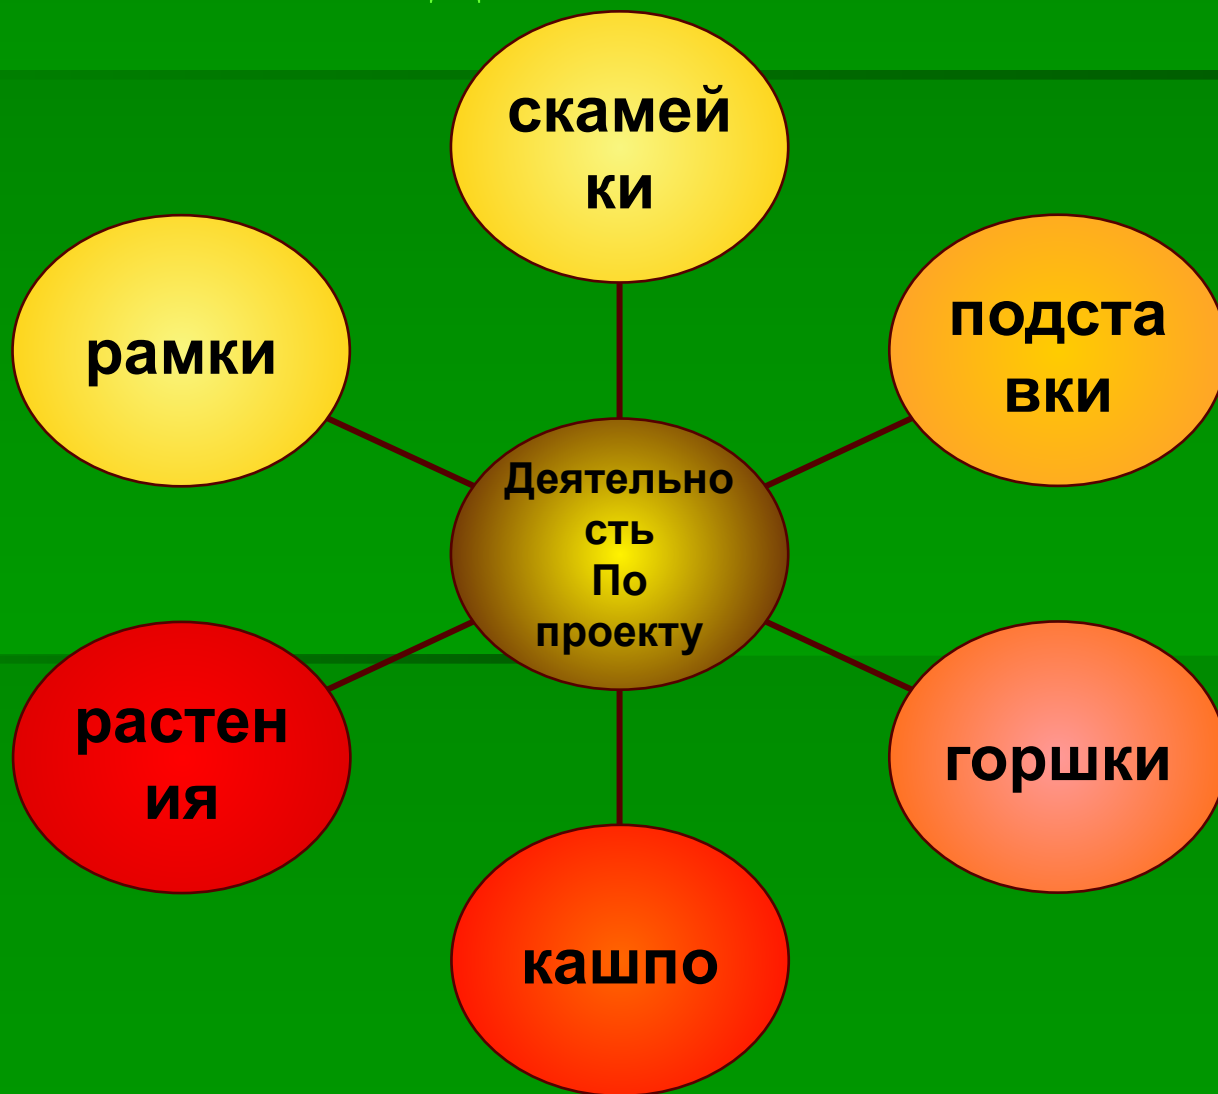 скамей
ки
рамки
подста
вки
Деятельно
сть
По
проекту
растен
ия
горшки
кашпо